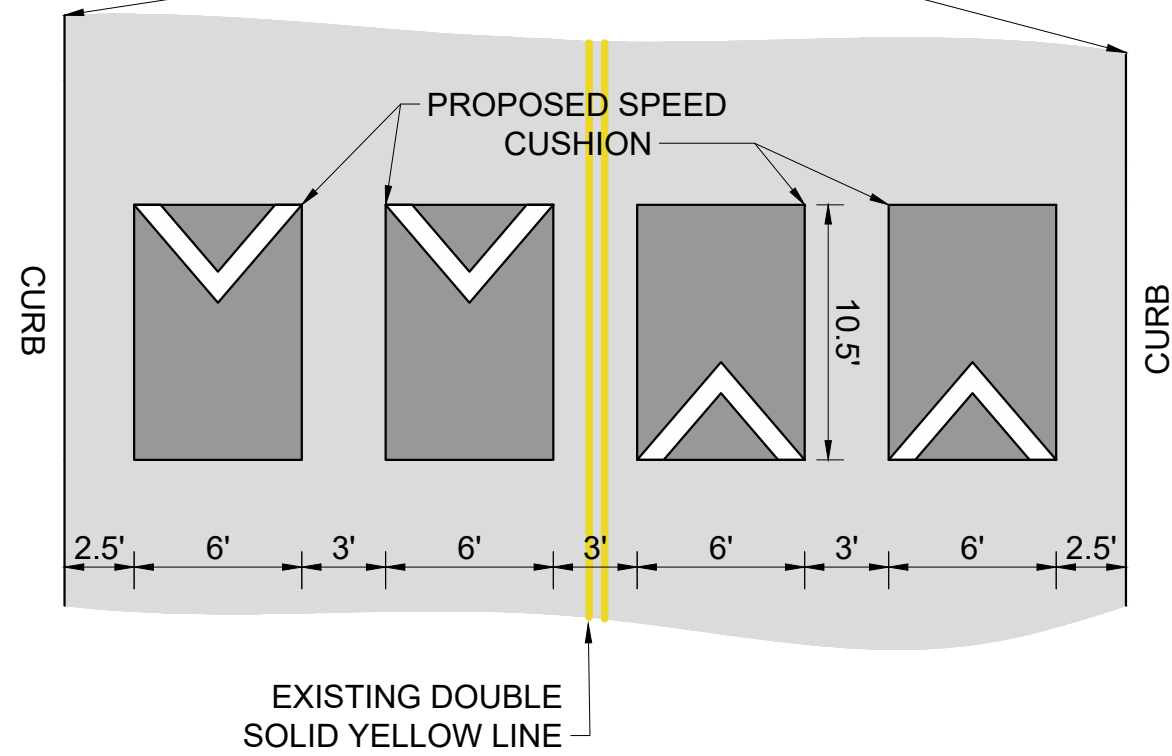 PROPOSED SPEED
CUSHION
CURB
10.5'
CURB
2.5' 6' 3' 6' 3' 6' 3' 6' 2.5'
EXISTING DOUBLE
SOLID YELLOW LINE